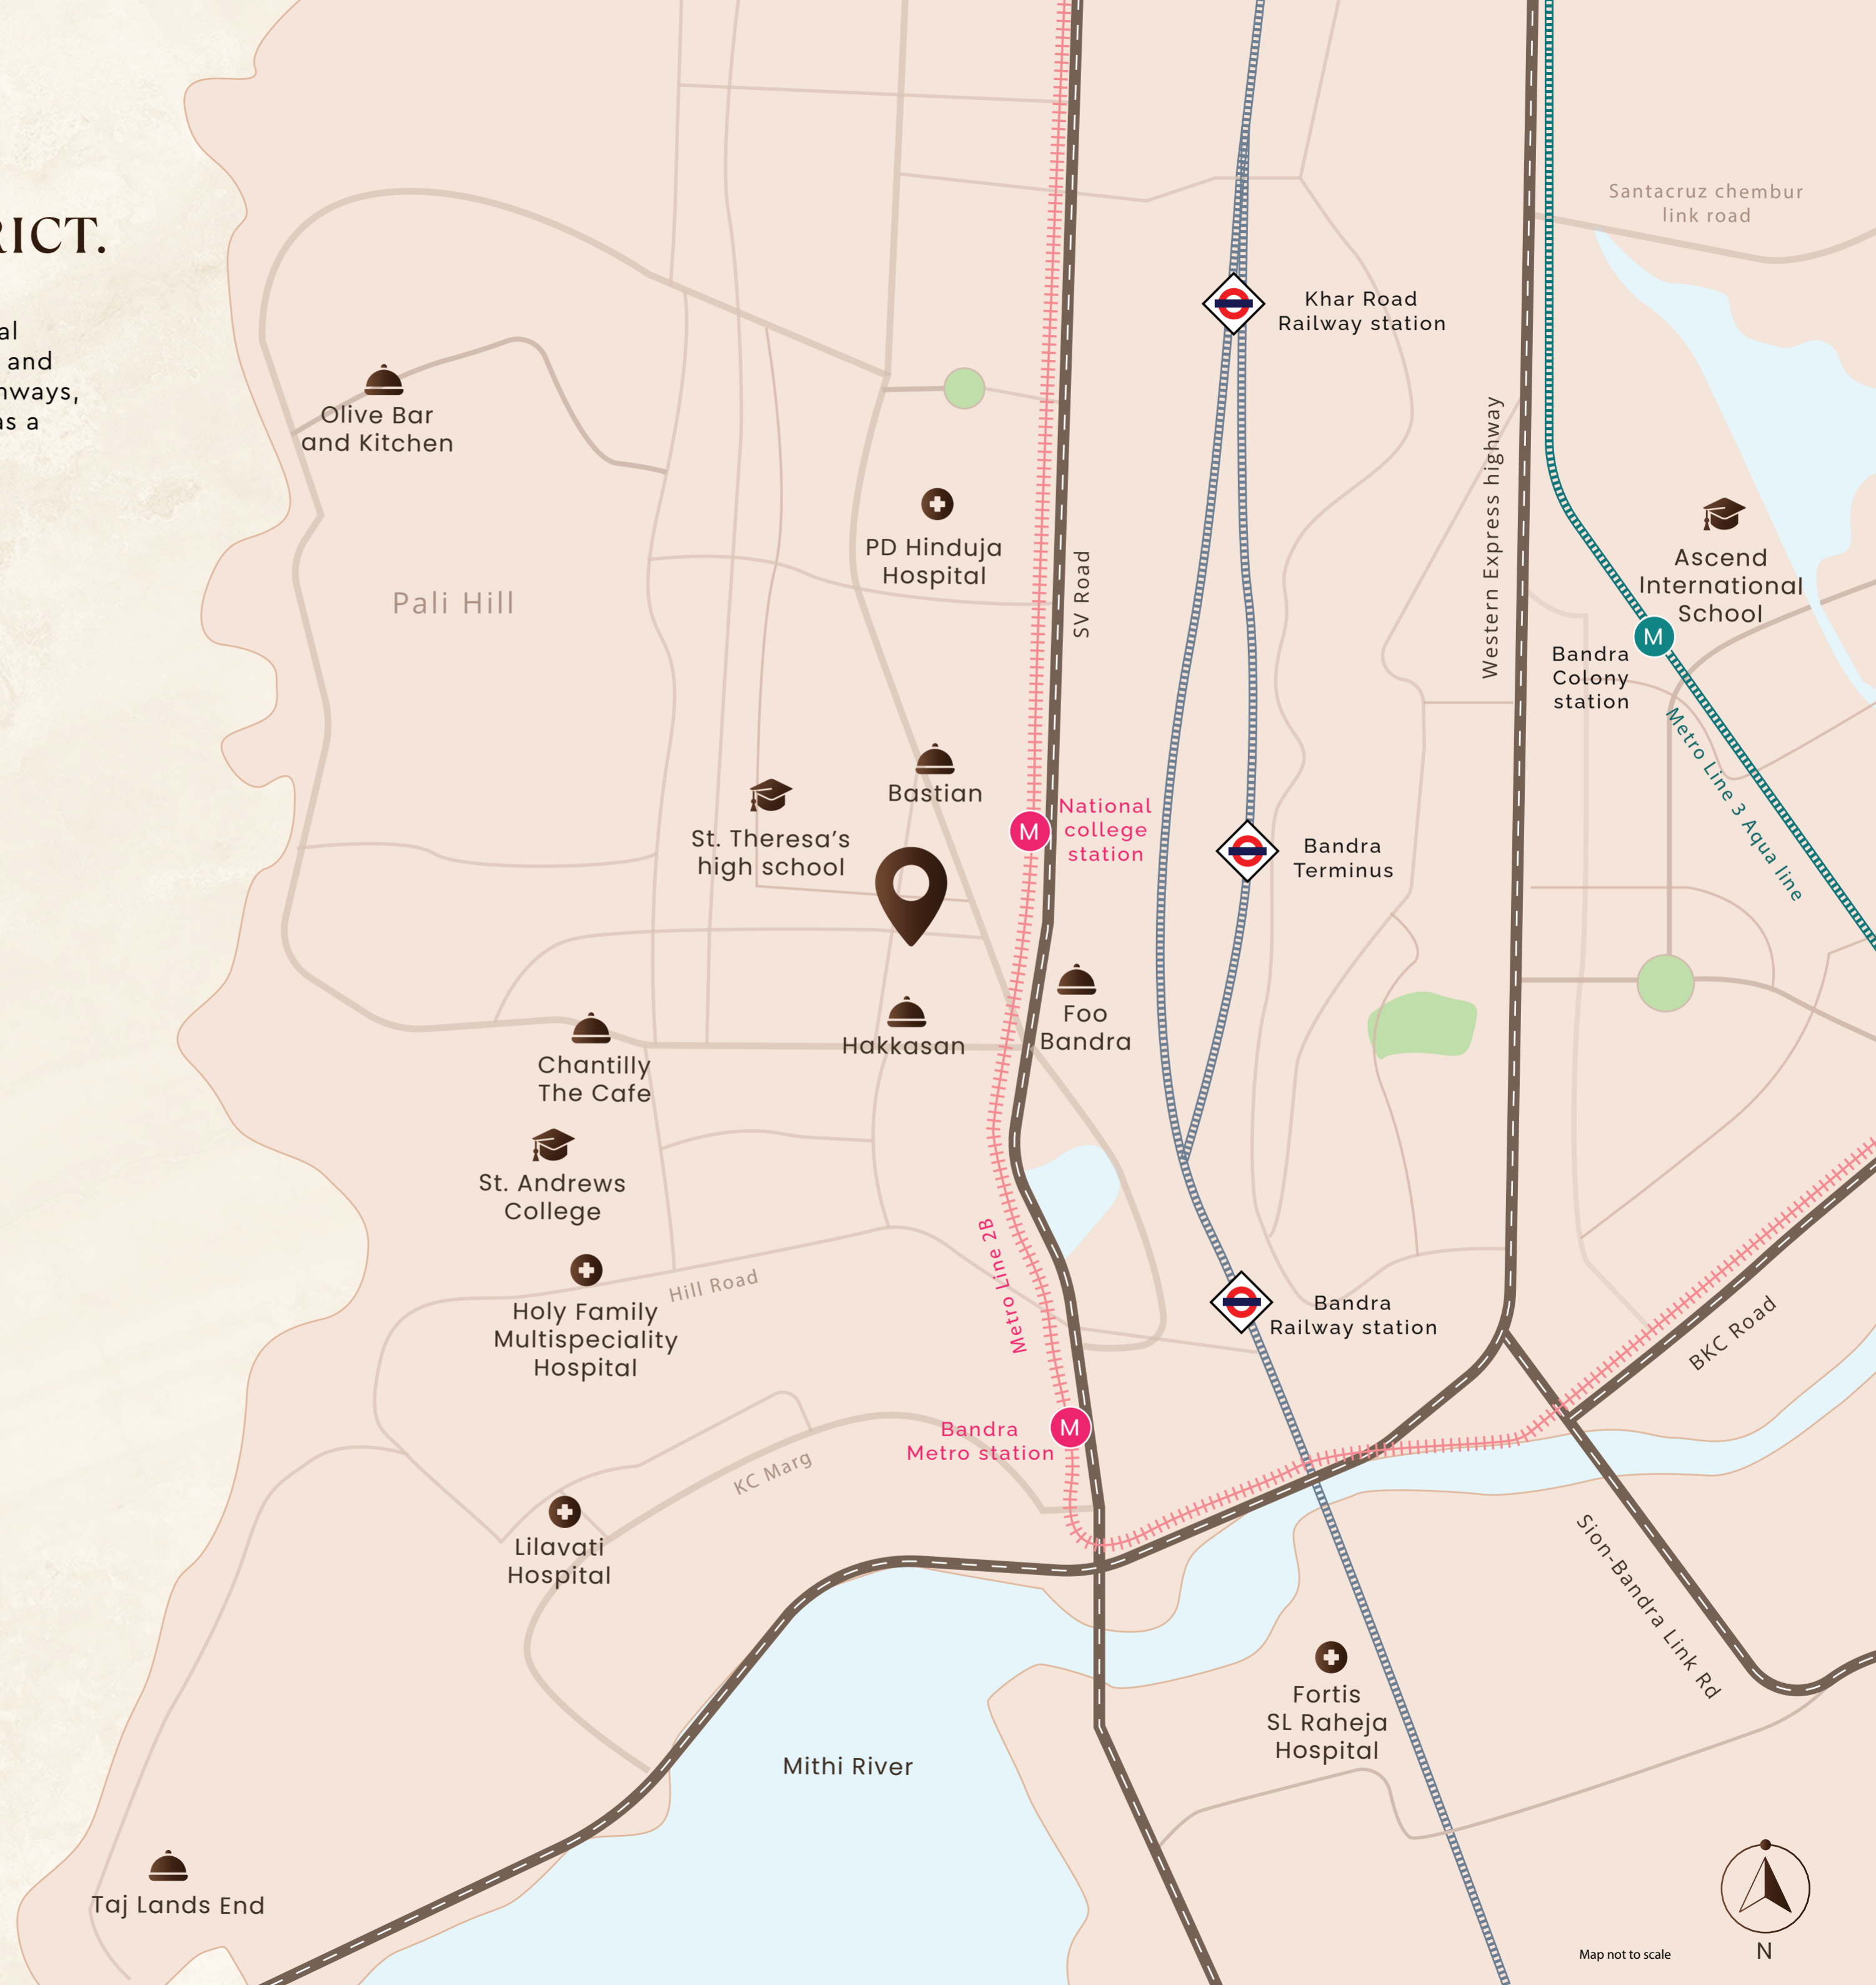 RICT.
al
and
hways,
as a
Santacruz chembur
link road
Khar Road
Railway station
Olive Bar
and Kitchen
Western Express highway
PD Hinduja
Hospital
SV Road
Ascend
International
School
Pali Hill
M
Bandra
Colony
station
Metro Line 3 Aqua line
Bastian
National
college
station
M
St. Theresa’s
high school
Bandra
Terminus
Foo
Bandra
Hakkasan
Chantilly
The Cafe
St. Andrews
College
Metro Line 2B
Hill Road
Holy Family
Multispeciality
Hospital
Bandra
Railway station
BKC Road
Bandra
Metro station
M
KC Marg
Lilavati
Hospital
Sion-Bandra Link Rd
Fortis
SL Raheja
Hospital
Mithi River
Taj Lands End
Map not to scale
N